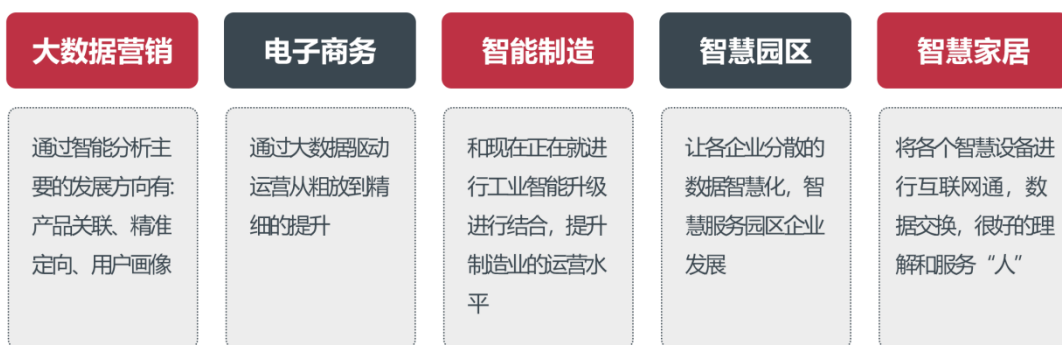 大数据营销
通过智能分析主
要的发展方向有:
产品关联、精准
定向、用户画像
电子商务
通过大数据驱动
运营从粗放到精
细的提升
智能制造
和现在正在就进
行工业智能升级
进行结合，提升
制造业的运营水
平
智慧园区
让各企业分散的
数据智慧化，智
慧服务园区企业
发展
智慧家居
将各个智慧设备进
行互联网通，数
据交换，很好的理
解和服务“人”